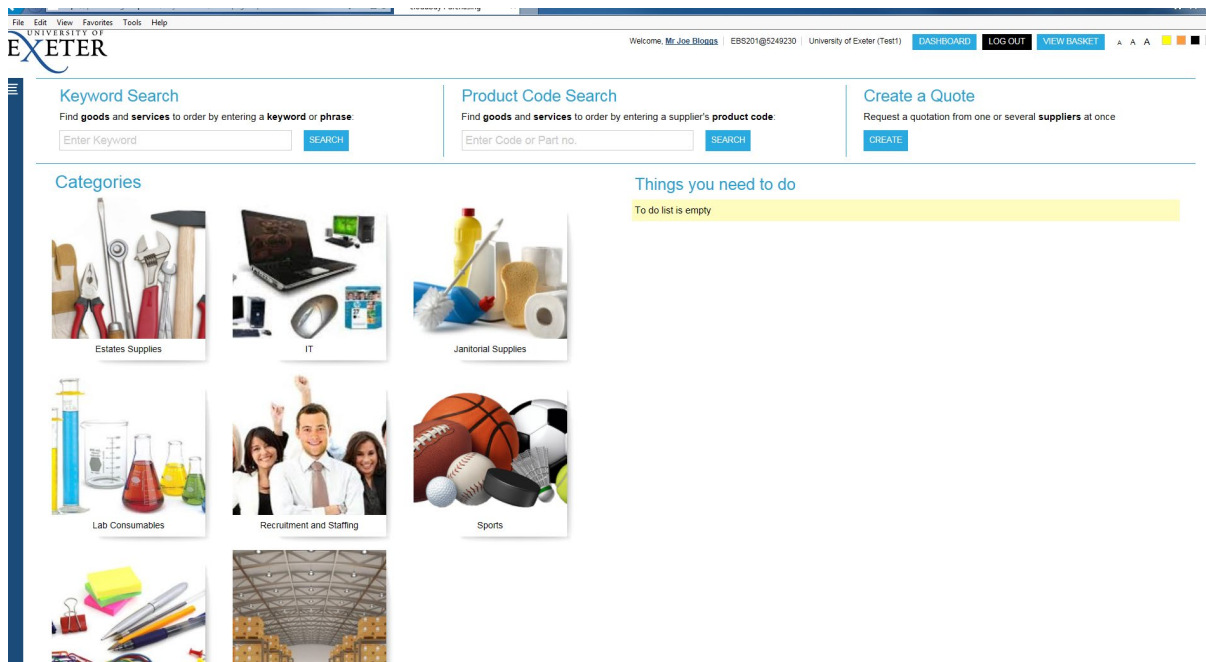 File Edit View Favorites Tools Help
UNIVERSITY OF
EXETER
Welcome, Mr Joe Bloggs | EBS201@5249230 | University of Exeter (Test1) DASHBOARD LOG OUT VIEW BASKET A A A
Keyword Search
Find goods and services to order by entering a keyword or phrase:
Enter Keyword SEARCH
Product Code Search
Find goods and services to order by entering a supplier's product code:
Enter Code or Part no. SEARCH
Create a Quote
Request a quotation from one or several suppliers at once
CREATE
Categories
Estates Supplies
IT
Janitorial Supplies
Lab Consumables
Recruitment and Staffing
Sports
Things you need to do
To do list is empty